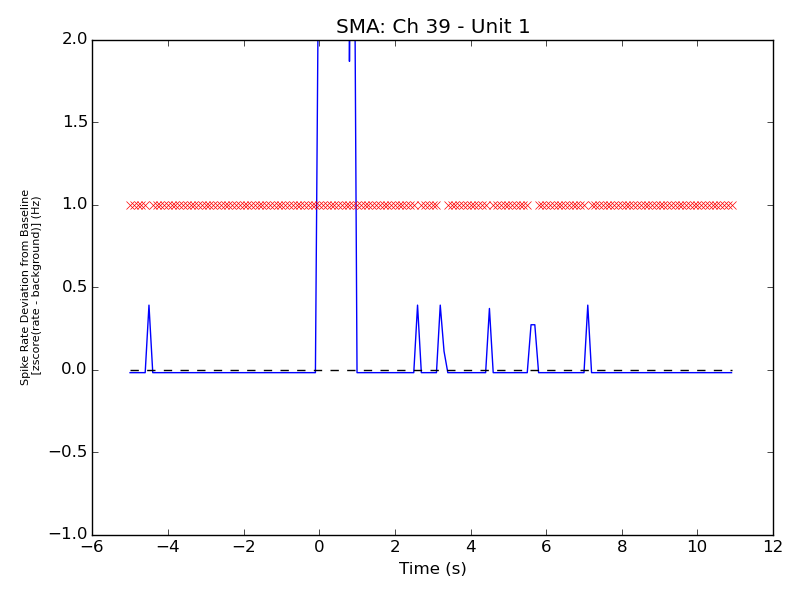 SMA: Ch 39 - Unit 1
2.0
1.5
1.0
0.5
0.0
−0.5
−1.0
Spike Rate Deviation from Baseline
[zscore(rate - background)] (Hz)
−6 −4 −2 0 2 4 6 8 10 12
Time (s)